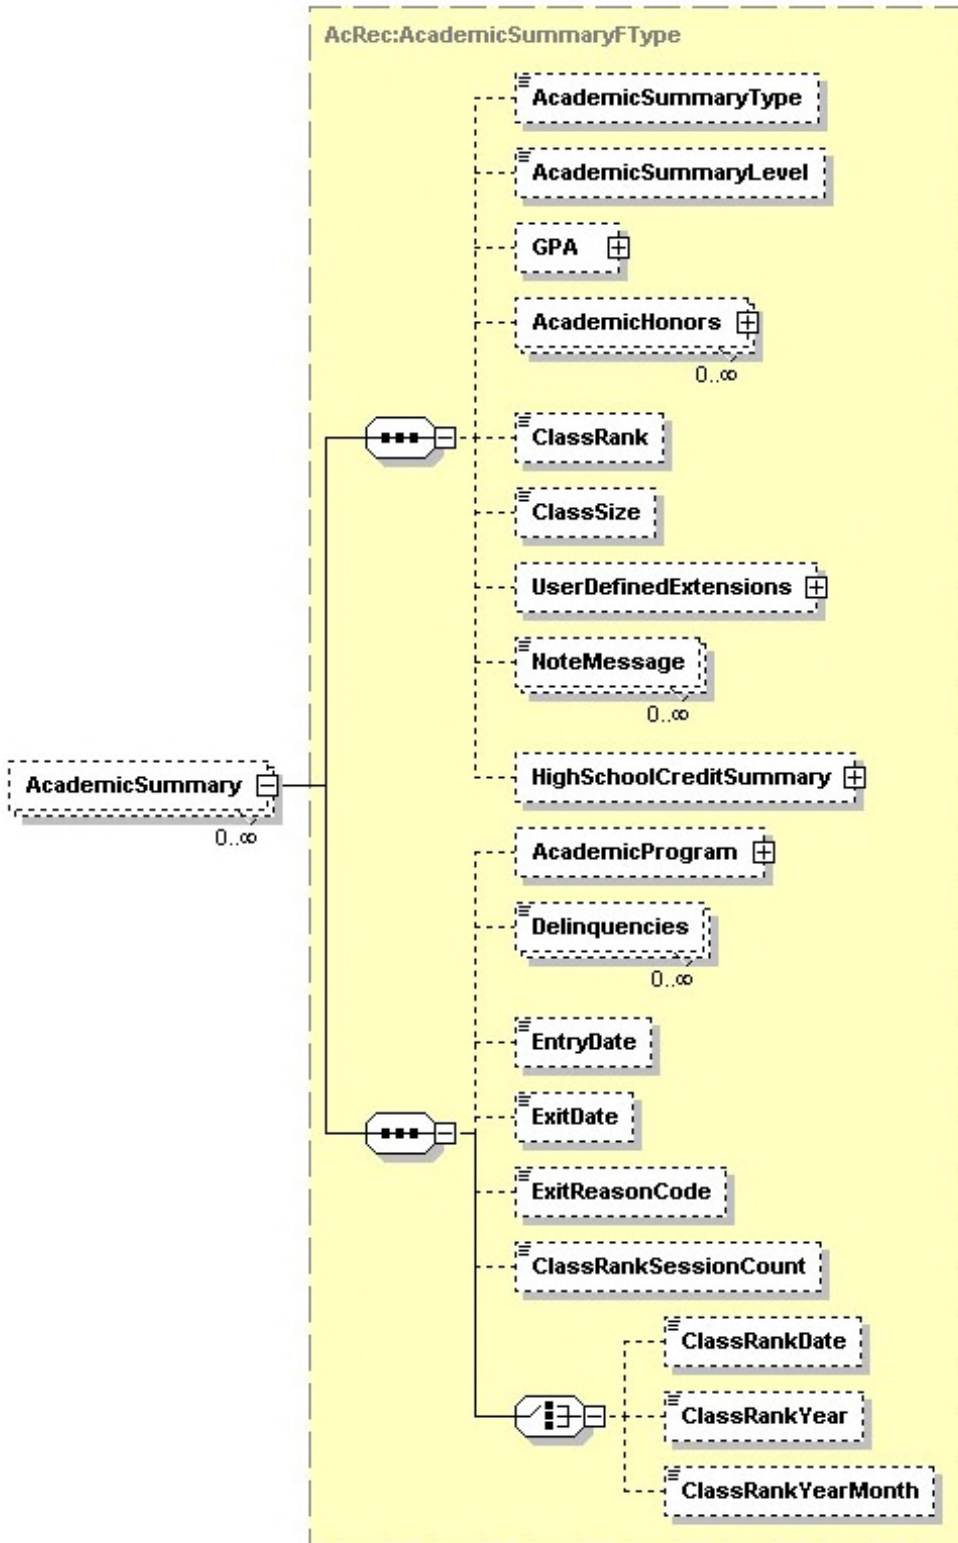 AcRec:AcademicSummaryFType
AcademicSummaryType
AcademicSummaryLevel
GPA
AcademicHonors
0..∞
ClassRank
ClassSize
UserDefinedExtensions
NoteMessage
0..∞
HighSchoolCreditSummary
AcademicSummary
0..∞
AcademicProgram
Delinquencies
0..∞
EntryDate
ExitDate
ExitReasonCode
ClassRankSessionCount
ClassRankDate
ClassRankYear
ClassRankYearMonth